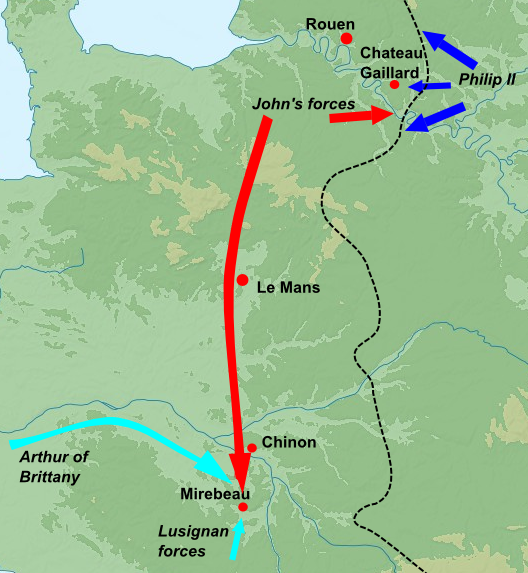 Rouen
Chateau
Gaillard
Philip II
John's forces
Le Mans
Chinon
Arthur of
Brittany
Mirebeau
Lusignan
forces